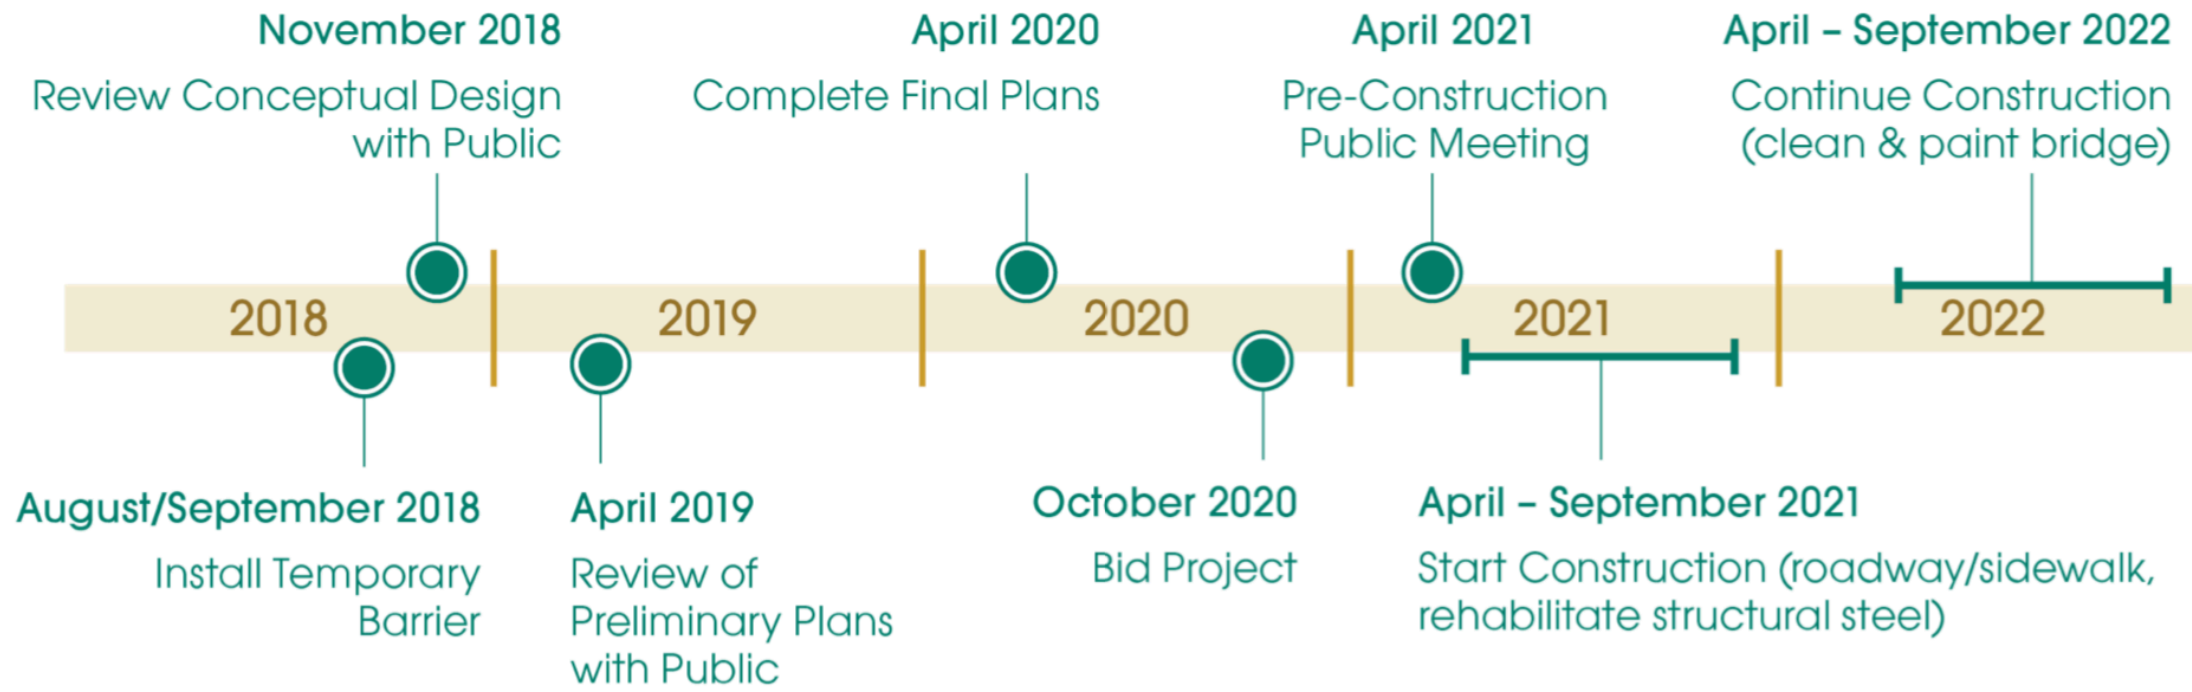 November 2018
Review Conceptual Design
with Public
April 2020
Complete Final Plans
April 2021
Pre-Construction
Public Meeting
April – September 2022
Continue Construction
(clean & paint bridge)
2018
2019
2020
2021
2022
August/September 2018
Install Temporary
Barrier
April 2019
Review of
Preliminary Plans
with Public
October 2020
Bid Project
April – September 2021
Start Construction (roadway/sidewalk,
rehabilitate structural steel)